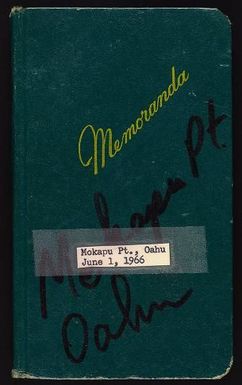 Memoranda
Mokapu Pt
Mokapu Pt., Oahu
June 1, 1966
Oahu